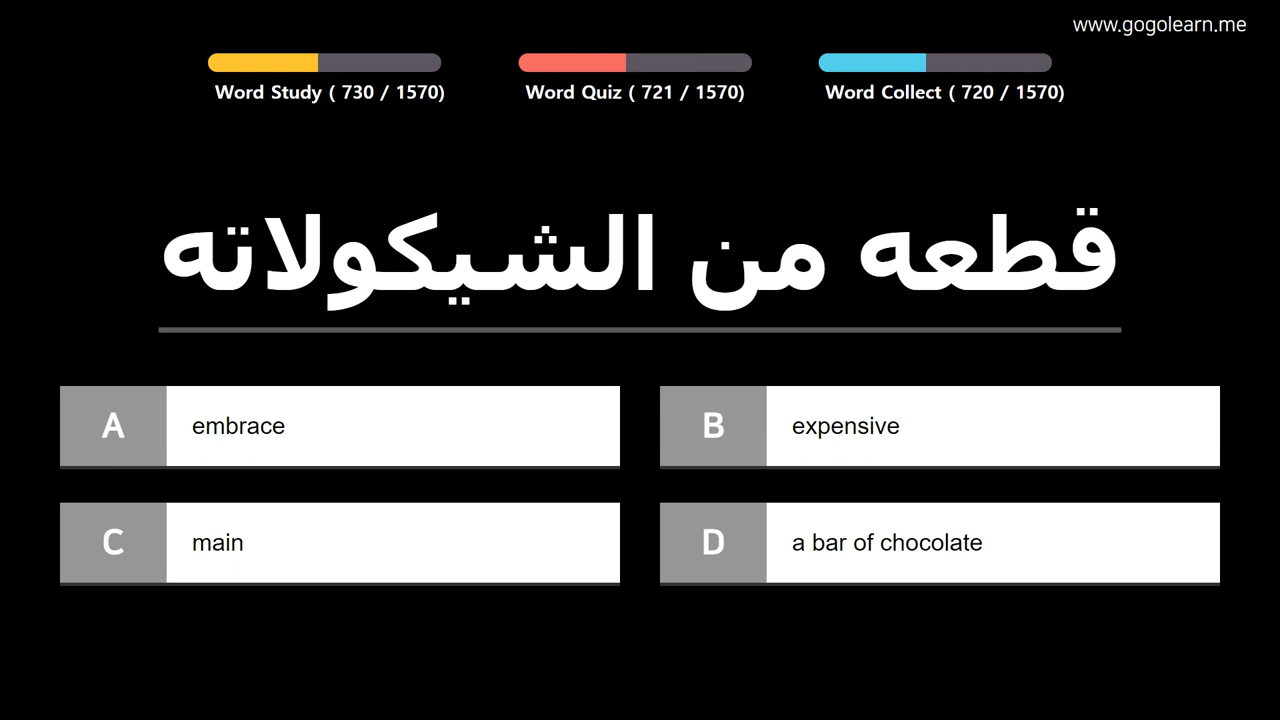 www.gogolearn.me
Word Study ( 730 / 1570)
Word Quiz ( 721 / 1570)
Word Collect ( 720 / 1570)
قطعه من الشيكولاته
A embrace
B expensive
C main
D a bar of chocolate